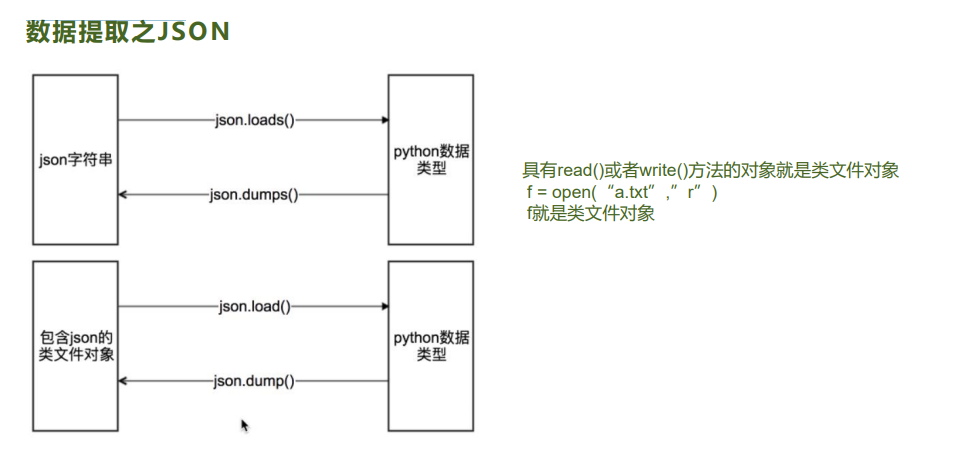 数据提取之JSON
json字符串
json.loads()
json.dumps()
python数据
类型
具有read()或者write()方法的对象就是类文件对象
f = open(“a.txt”,”r”)
f就是类文件对象
包含json的
类文件对象
json.load()
json.dump()
python数据
类型